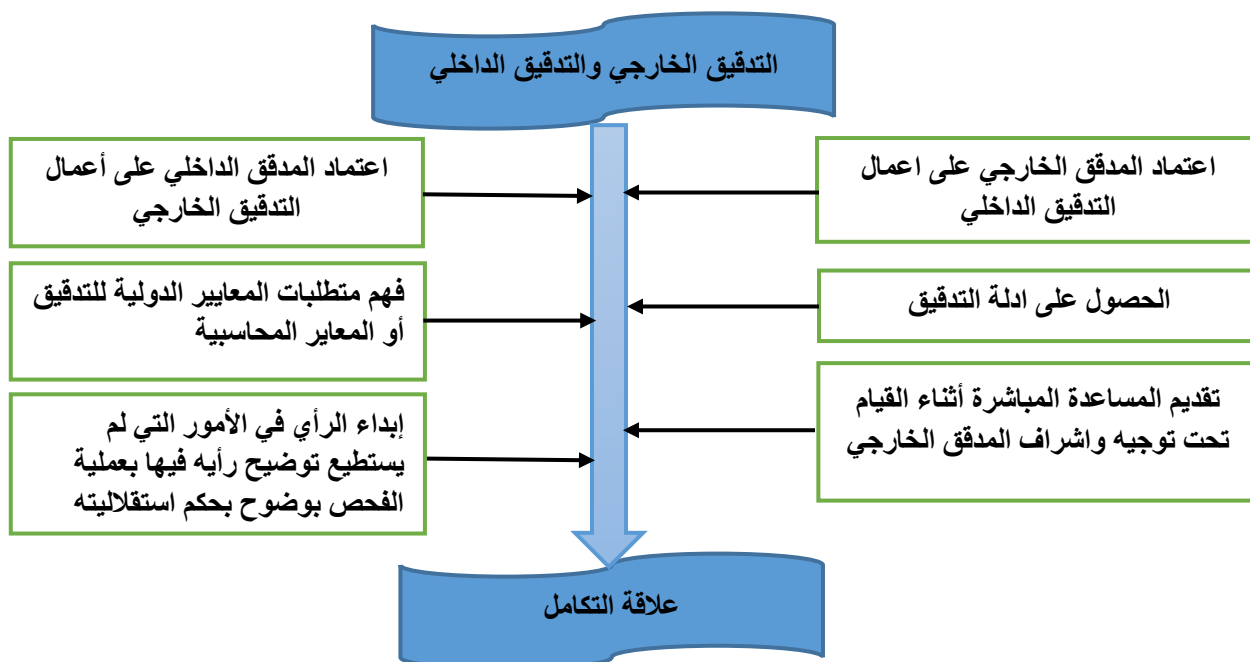 التدقيق الخارجي والتدقيق الداخلي
اعتماد المدقق الخارجي على اعمال
التدقيق الداخلي
اعتماد المدقق الداخلي على أعمال
التدقيق الخارجي
الحصول على ادلة التدقيق
فهم متطلبات المعايير الدولية للتدقيق
أو المعاير المحاسبية
تقديم المساعدة المباشرة أثناء القيام
تحت توجيه واشراف المدقق الخارجي
إبداء الرأي في الأمور التي لم
يستطيع توضيح رأيه فيها بعملية
الفحص بوضوح بحكم استقلاليته
علاقة التكامل